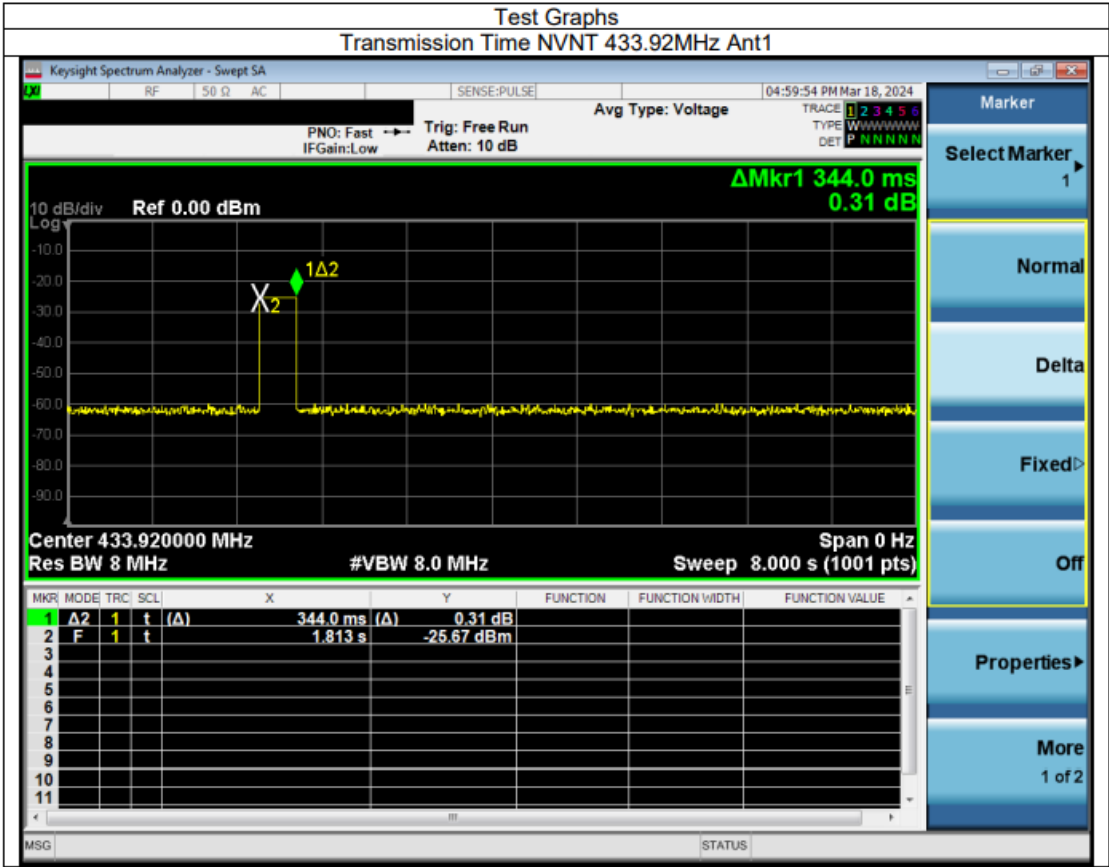 Test Graphs
Transmission Time NVNT 433.92MHz Ant1
Keysight Spectrum Analyzer - Swept SA
LXI RF 50 Ω AC SENSE:PULSE 04:59:54 PM Mar 18, 2024
PNO: Fast Trig: Free Run Avg Type: Voltage TRACE 1 2 3 4 5 6
IFGain:Low Atten: 10 dB TYPE WWWWWW
DET P N N N N N
ΔMkr1 344.0 ms
0.31 dB
10 dB/div Ref 0.00 dBm
Log
-10.0
-20.0
-30.0
-40.0
-50.0
-60.0
-70.0
-80.0
-90.0
1Δ2
X2
Center 433.920000 MHz Span 0 Hz
Res BW 8 MHz #VBW 8.0 MHz Sweep 8.000 s (1001 pts)
MKR MODE TRC SCL X Y FUNCTION FUNCTION WIDTH FUNCTION VALUE
1 Δ2 1 t (Δ) 344.0 ms (Δ) 0.31 dB
2 F 1 t 1.813 s -25.67 dBm
3
4
5
6
7
8
9
10
11
MSG STATUS
Marker
Select Marker
1
Normal
Delta
Fixed
Off
Properties
More
1 of 2